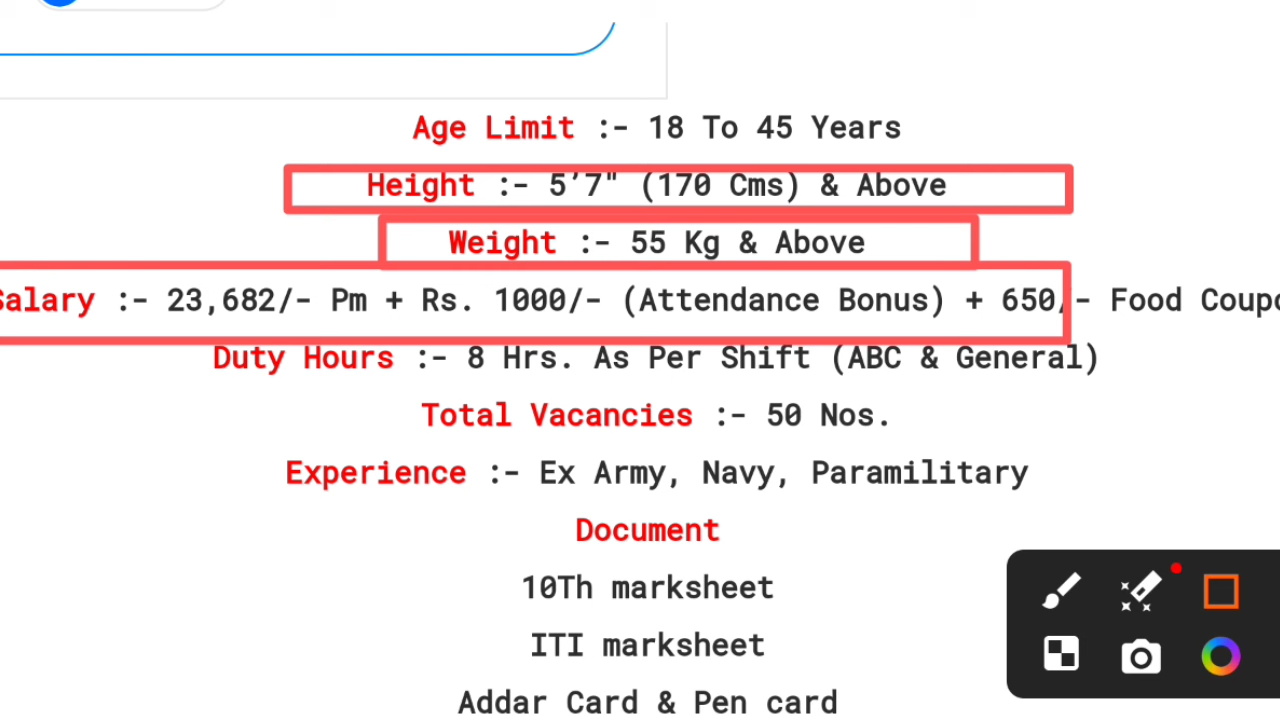 Age Limit :- 18 To 45 Years
Height :- 5’7" (170 Cms) & Above
Weight :- 55 Kg & Above
Salary :- 23,682/- Pm + Rs. 1000/- (Attendance Bonus) + 650/- Food
Duty Hours :- 8 Hrs. As Per Shift (ABC & General)
Total Vacancies :- 50 Nos.
Experience :- Ex Army, Navy, Paramilitary
Document
10Th marksheet
ITI marksheet
Addar Card & Pen card